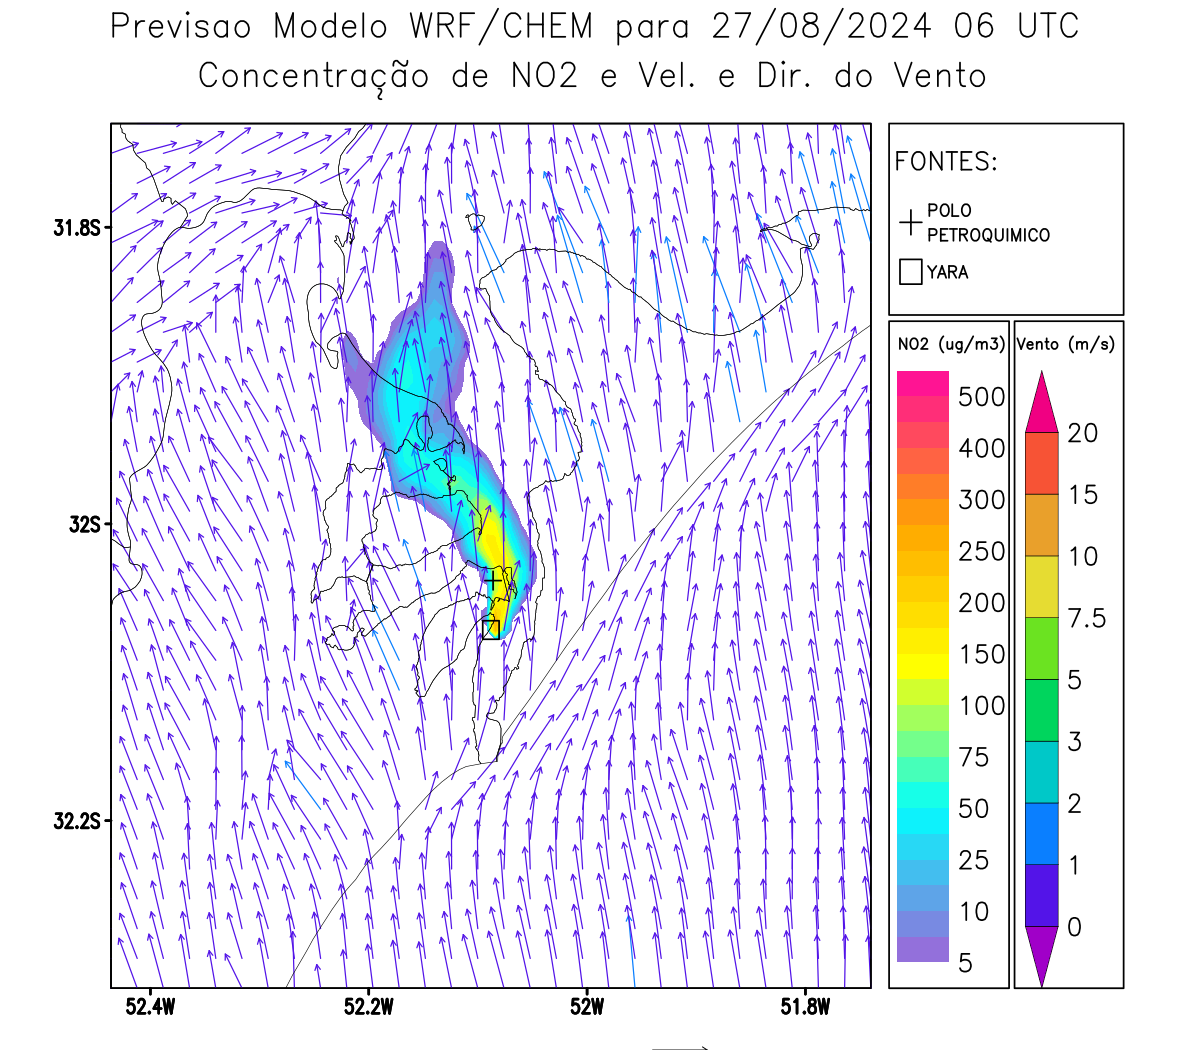 Previsao Modelo WRF/CHEM para 27/08/2024 06 UTC
Concentração de NO2 e Vel. e Dir. do Vento
FONTES:
POLO
PETROQUIMICO
YARA
31.8S
32S
32.2S
52.4W
52.2W
52W
51.8W
NO2 (ug/m3)
500
400
300
250
200
150
100
75
50
25
10
5
Vento (m/s)
20
15
10
7.5
5
3
2
1
0